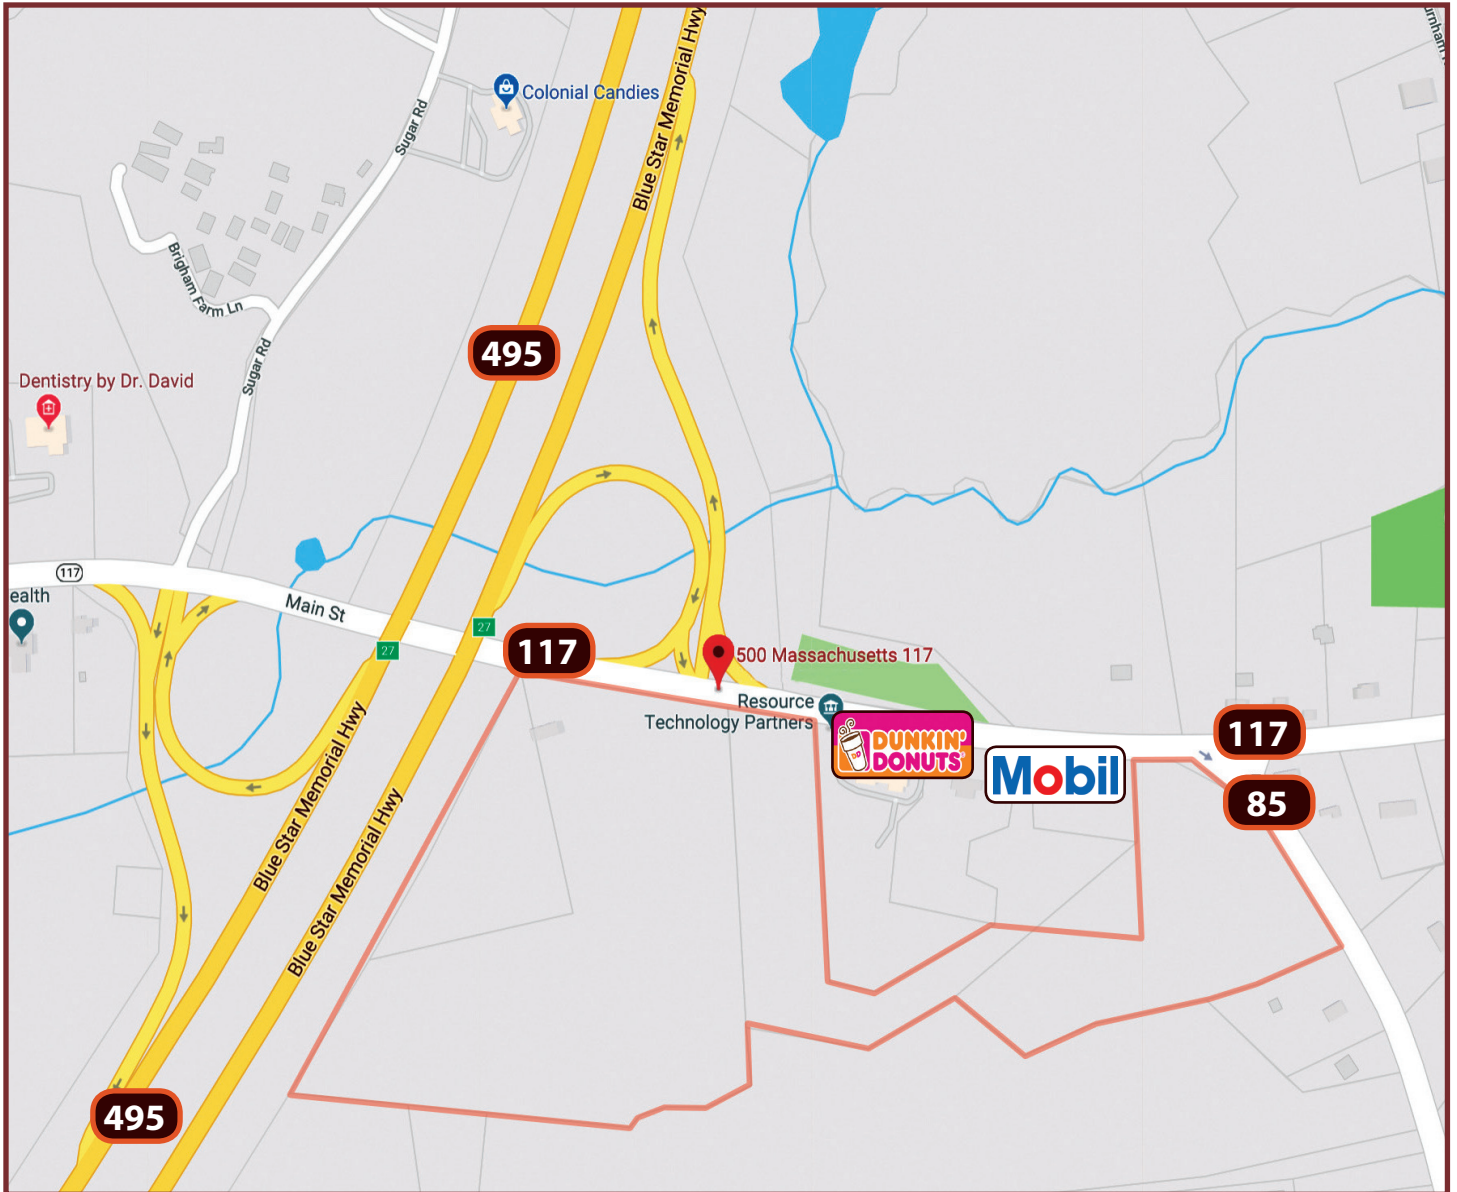 Blue Star Memorial Hwy
Colonial Candies
Sugar Rd
Brigham Farm Ln
495
Sugar Rd
Dentistry by Dr. David
117
ealth
Main St
27
27
117
500 Massachusetts 117
Resource
Technology Partners
DUNKIN'
DONUTS
DD
Mobil
117
85
Blue Star Memorial Hwy
Blue Star Memorial Hwy
495